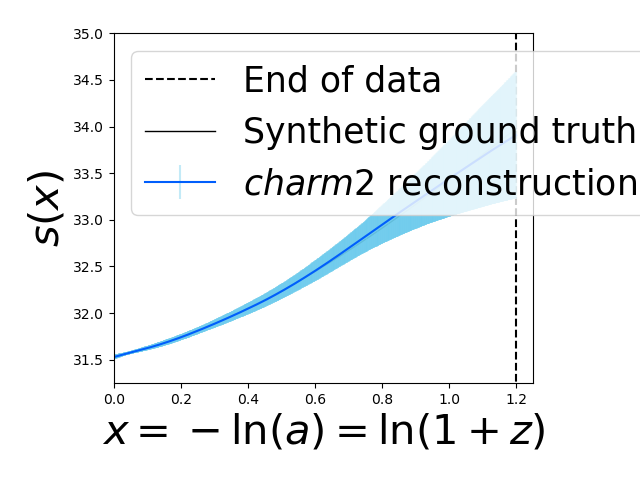 35.0
34.5
34.0
33.5
33.0
32.5
32.0
31.5
s(x)
End of data
Synthetic ground truth
charm2 reconstruction
0.0 0.2 0.4 0.6 0.8 1.0 1.2
x = −ln(a) = ln(1 + z)